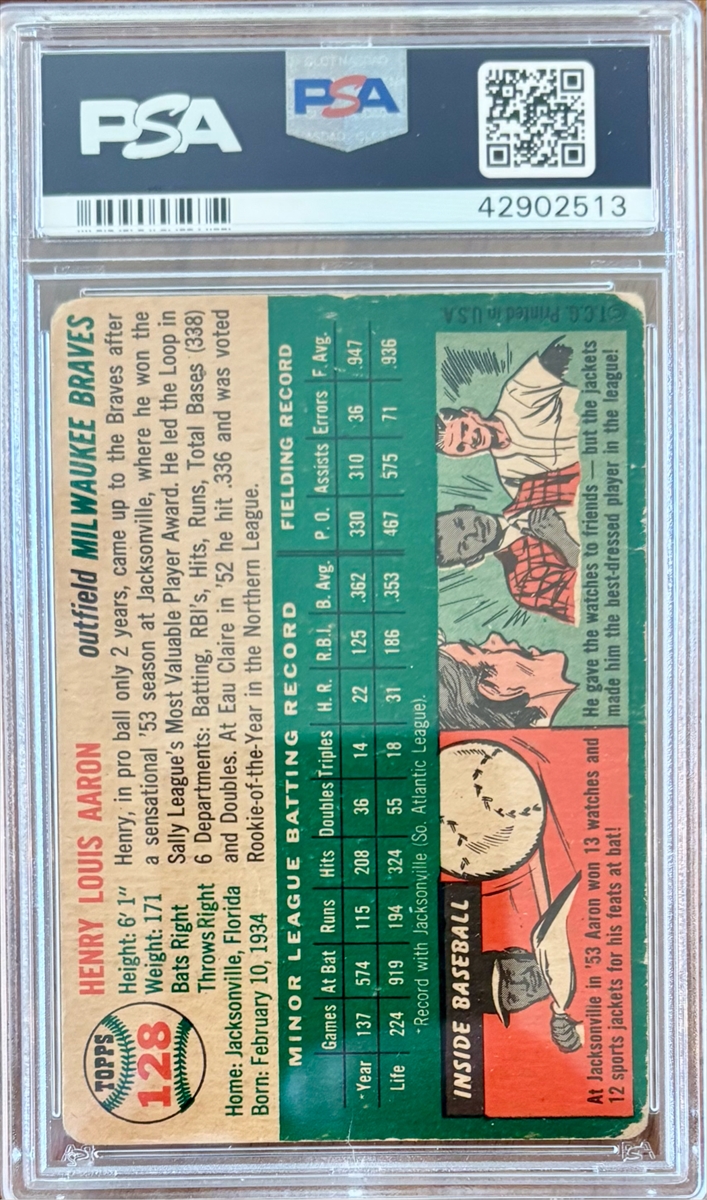 PSA
PSA
42902513
TOPPS
128
HENRY LOUIS AARON
outfield MILWAUKEE BRAVES
Height: 6' 1"
Weight: 171
Bats Right
Throws Right
Home: Jacksonville, Florida
Born: February 10, 1934
Henry, in pro ball only 2 years, came up to the Braves after
a sensational '53 season at Jacksonville, where he won the
Sally League's Most Valuable Player Award. He led the Loop in
6 Departments: Batting, RBI's, Hits, Runs, Total Bases (338)
and Doubles. At Eau Claire in '52 he hit .336 and was voted
Rookie-of-the-Year in the Northern League.
MINOR LEAGUE BATTING RECORD FIELDING RECORD
Games At Bat Runs Hits Doubles Triples H. R. R.B.I. B. Avg. P. O. Assists Errors F. Avg.
*Year 137 574 115 208 36 14 22 125 .362 330 310 36 .947
Life 224 919 194 324 55 18 31 186 .353 467 575 71 .936
*Record with Jacksonville (So. Atlantic League).
INSIDE BASEBALL
At Jacksonville in '53 Aaron won 13 watches and
12 sports jackets for his feats at bat!
He gave the watches to friends — but the jackets
made him the best-dressed player in the league!
©T.C.G. Printed in U.S.A.